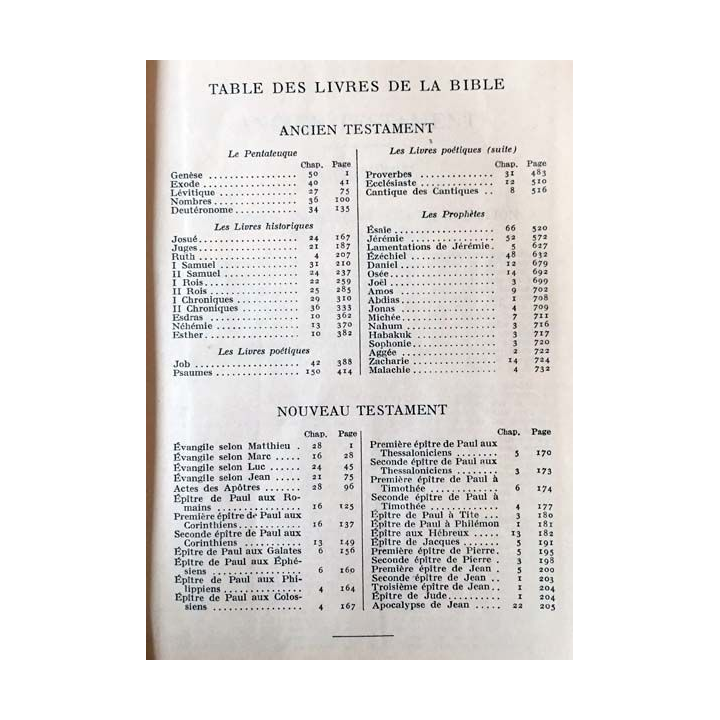 TABLE DES LIVRES DE LA BIBLE
ANCIEN TESTAMENT
Le Pentateuque
Chap. Page
Genèse 50 1
Exode 40 41
Lévitique 27 75
Nombres 36 100
Deutéronome 34 135
Les Livres historiques
Josué 24 167
Juges 21 187
Ruth 4 207
I Samuel 31 210
II Samuel 24 237
I Rois 22 259
II Rois 25 285
I Chroniques 29 310
II Chroniques 36 333
Esdras 10 362
Néhémie 13 370
Esther 10 382
Les Livres poétiques
Job 42 388
Psaumes 150 414
Les Livres poétiques (suite)
Chap. Page
Proverbes 31 483
Ecclésiaste 12 510
Cantique des Cantiques 8 516
Les Prophètes
Ésaïe 66 520
Jérémie 52 572
Lamentations de Jérémie. 5 627
Ézéchiel 48 632
Daniel 12 679
Osée 14 692
Joël 3 699
Amos 9 702
Abdias 1 708
Jonas 4 709
Michée 7 711
Nahum 3 716
Habakuk 3 717
Sophonie 3 720
Aggée 2 722
Zacharie 14 724
Malachie 4 732
NOUVEAU TESTAMENT
Chap. Page
Évangile selon Matthieu . 28 1
Évangile selon Marc 16 28
Évangile selon Luc 24 45
Évangile selon Jean 21 75
Actes des Apôtres 28 96
Épître de Paul aux Ro-
mains 16 125
Première épître de Paul aux
Corinthiens 16 137
Seconde épître de Paul aux
Corinthiens 13 149
Épître de Paul aux Galates 6 156
Épître de Paul aux Éphé-
siens 6 160
Épître de Paul aux Phi-
lippiens 4 164
Épître de Paul aux Colos-
siens 4 167
Chap. Page
Première épître de Paul aux
Thessaloniciens 5 170
Seconde épître de Paul aux
Thessaloniciens 3 173
Première épître de Paul à
Timothée 6 174
Seconde épître de Paul à
Timothée 4 177
Épître de Paul à Tite 3 180
Épître de Paul à Philémon 1 181
Épître aux Hébreux 13 182
Épître de Jacques 5 191
Première épître de Pierre. 5 195
Seconde épître de Pierre . 3 198
Première épître de Jean 5 200
Seconde épître de Jean 1 203
Troisième épître de Jean 1 204
Épître de Jude 1 204
Apocalypse de Jean 22 205